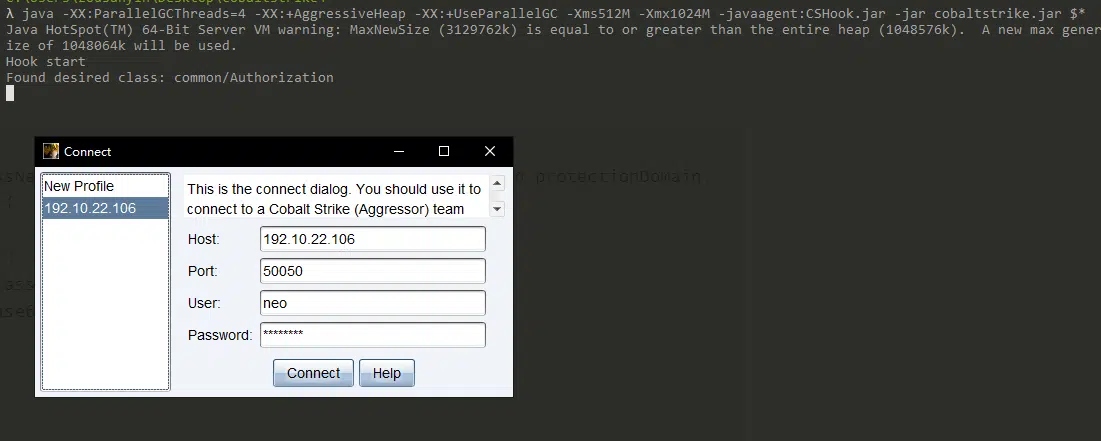 λ java -XX:ParallelGCThreads=4 -XX:+AggressiveHeap -XX:+UseParallelGC -Xms512M -Xmx1024M -javaagent:CSHook.jar -jar cobaltstrike.jar $*
Java HotSpot(TM) 64-Bit Server VM warning: MaxNewSize (3129762k) is equal to or greater than the entire heap (1048576k).  A new max gener
ize of 1048064k will be used.
Hook start
Found desired class: common/Authorization
Connect
New Profile
192.10.22.106
This is the connect dialog. You should use it to
connect to a Cobalt Strike (Aggressor) team
Host: 192.10.22.106
Port: 50050
User: neo
Password: ********
Connect Help
protectionDomain